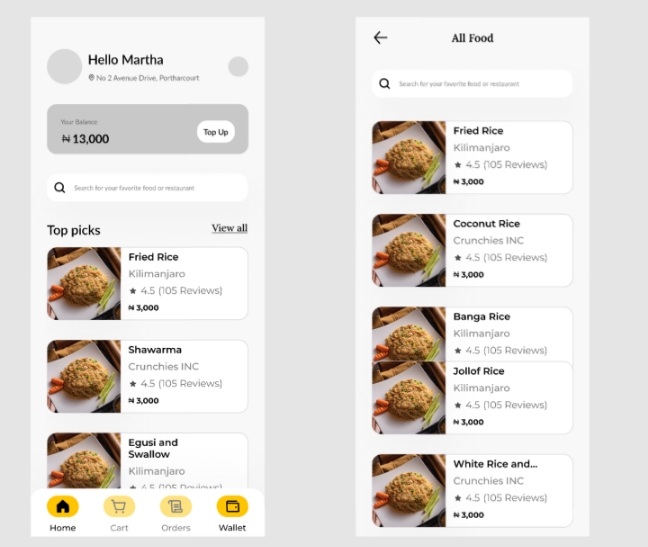 Hello Martha
No 2 Avenue Drive, Portharcourt
Your Balance
₦ 13,000
Top Up
Search for your favorite food or restaurant
Top picks
View all
Fried Rice
Kilimanjaro
★ 4.5 (105 Reviews)
₦ 3,000
Shawarma
Crunchies INC
★ 4.5 (105 Reviews)
₦ 3,000
Egusi and
Swallow
Kilimanjaro
★ 4.5 (105 Reviews)
Home
Cart
Orders
Wallet
All Food
Search for your favorite food or restaurant
Fried Rice
Kilimanjaro
★ 4.5 (105 Reviews)
₦ 3,000
Coconut Rice
Crunchies INC
★ 4.5 (105 Reviews)
₦ 3,000
Banga Rice
Kilimanjaro
★ 4.5 (105 Reviews)
Jollof Rice
Kilimanjaro
★ 4.5 (105 Reviews)
₦ 3,000
White Rice and...
Crunchies INC
★ 4.5 (105 Reviews)
₦ 3,000